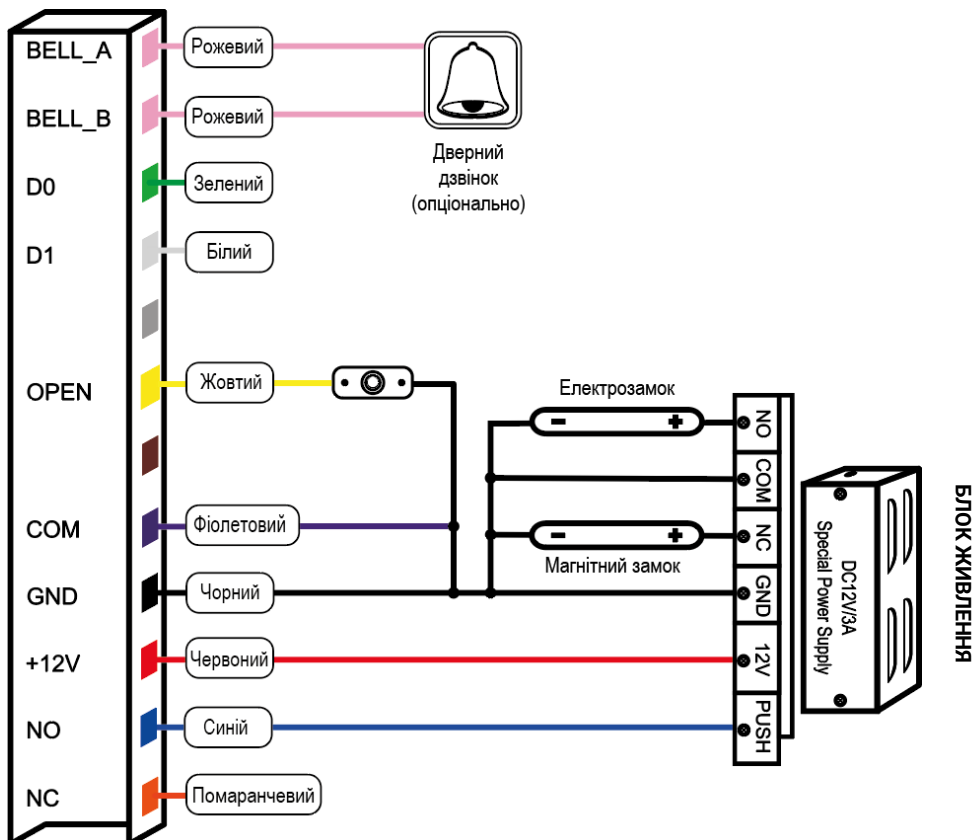 BELL_A
Рожевий
BELL_B
Рожевий
Дверний
дзвінок
(опціонально)
D0
Зелений
D1
Білий
OPEN
Жовтий
Електрозамок
- +
NO
COM
NC
GND
12V
PUSH
- +
Магнітний замок
DC12V/3A
Special Power Supply
БЛОК ЖИВЛЕННЯ
COM
Фіолетовий
GND
Чорний
+12V
Червоний
NO
Синій
NC
Помаранчевий